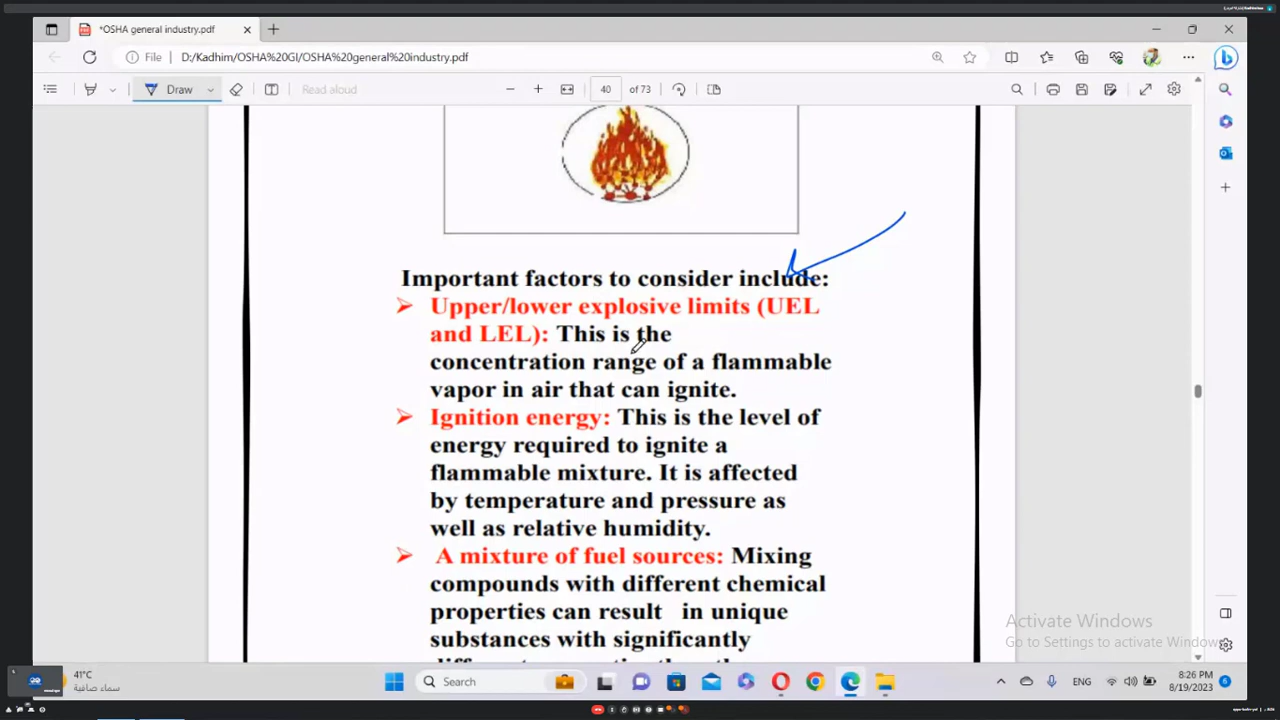 *OSHA general industry.pdf
File
D:/Kadhim/OSHA%20GI/OSHA%20general%20industry.pdf
Draw
Read aloud
40 of 73
Important factors to consider include:
➢ Upper/lower explosive limits (UEL
and LEL): This is the
concentration range of a flammable
vapor in air that can ignite.
➢ Ignition energy: This is the level of
energy required to ignite a
flammable mixture. It is affected
by temperature and pressure as
well as relative humidity.
➢ A mixture of fuel sources: Mixing
compounds with different chemical
properties can result in unique
substances with significantly
Activate Windows
Go to Settings to activate Windows.
41°C
سماء صافية
Search
ENG
8:26 PM
8/19/2023